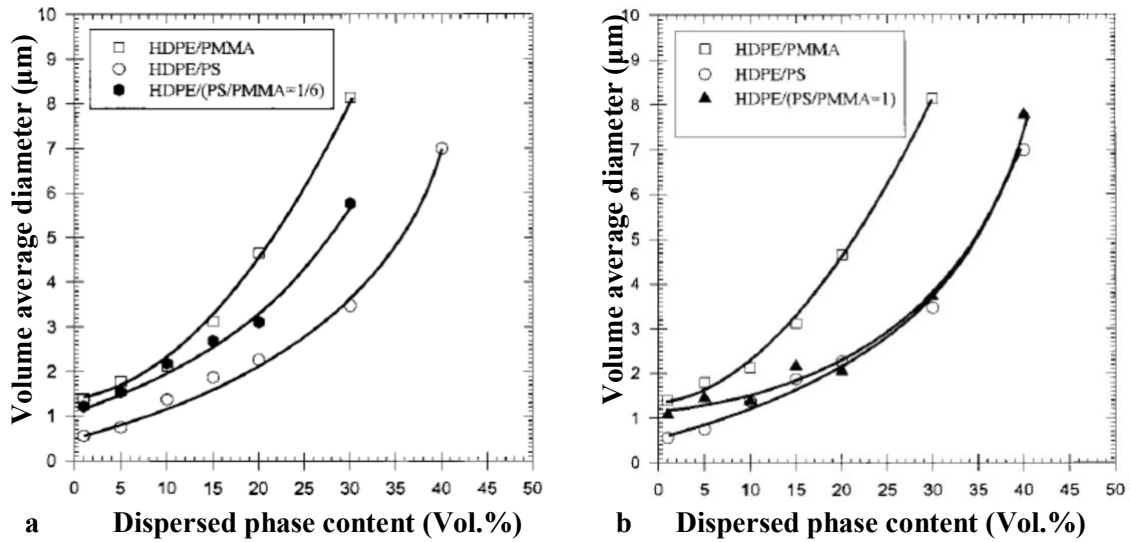 Volume average diameter (µm)
10
9
8
7
6
5
4
3
2
1
0
HDPE/PMMA
HDPE/PS
HDPE/(PS/PMMA=1/6)
0 5 10 15 20 25 30 35 40 45 50
a Dispersed phase content (Vol.%)
Volume average diameter (µm)
10
9
8
7
6
5
4
3
2
1
0
HDPE/PMMA
HDPE/PS
HDPE/(PS/PMMA=1)
0 5 10 15 20 25 30 35 40 45 50
b Dispersed phase content (Vol.%)